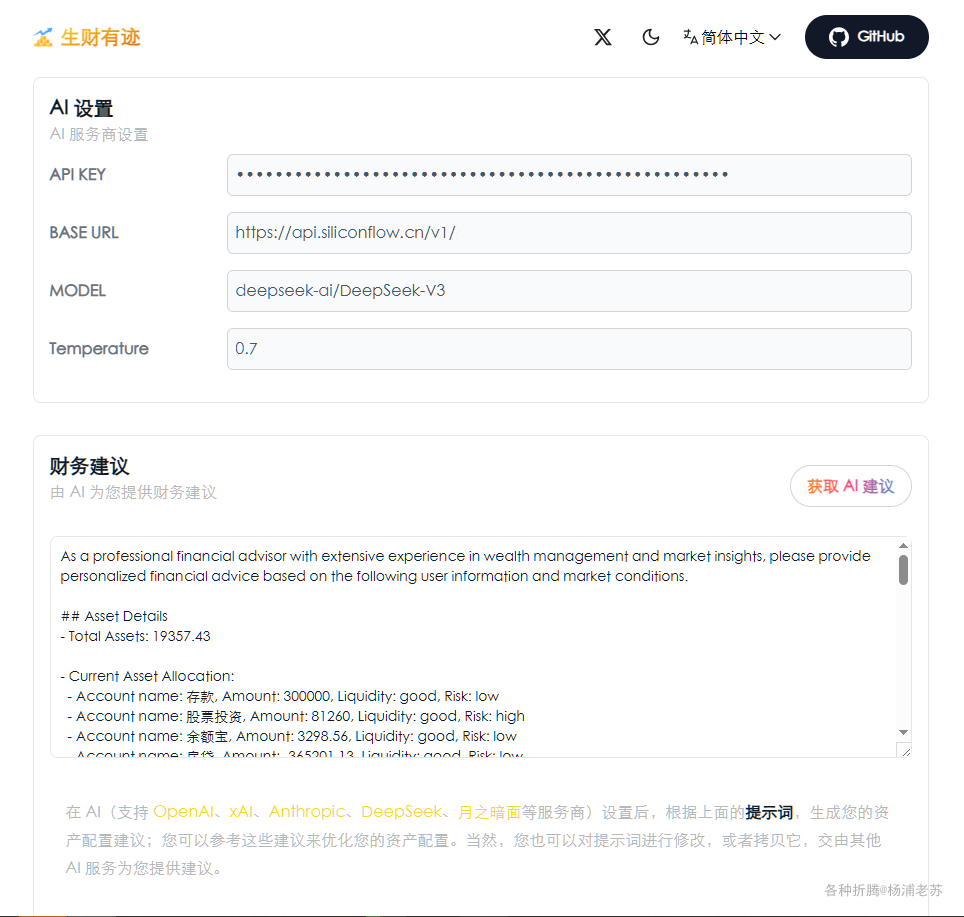 生财有迹
简体中文
GitHub
AI 设置
AI 服务商设置
API KEY
BASE URL
https://api.siliconflow.cn/v1/
MODEL
deepseek-ai/DeepSeek-V3
Temperature
0.7
财务建议
由 AI 为您提供财务建议
获取 AI 建议
As a professional financial advisor with extensive experience in wealth management and market insights, please provide
personalized financial advice based on the following user information and market conditions.
## Asset Details
- Total Assets: 19357.43
- Current Asset Allocation:
- Account name: 存款, Amount: 300000, Liquidity: good, Risk: low
- Account name: 股票投资, Amount: 81260, Liquidity: good, Risk: high
- Account name: 余额宝, Amount: 3298.56, Liquidity: good, Risk: low
- Account name: 房贷, Amount: -365201.13, Liquidity: good, Risk: low
在 AI（支持 OpenAI、xAI、Anthropic、DeepSeek、月之暗面等服务商）设置后，根据上面的提示词，生成您的资
产配置建议；您可以参考这些建议来优化您的资产配置。当然，您也可以对提示词进行修改，或者拷贝它，交由其他
AI 服务为您提供建议。
各种折腾@杨浦老苏